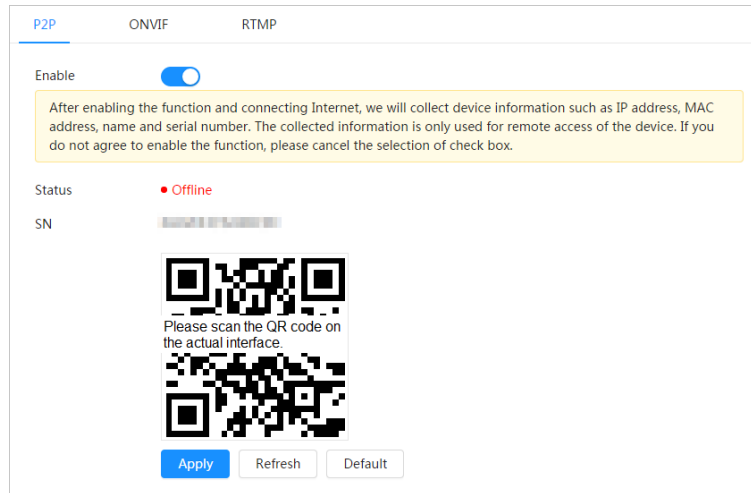 P2P ONVIF RTMP
Enable
After enabling the function and connecting Internet, we will collect device information such as IP address, MAC
address, name and serial number. The collected information is only used for remote access of the device. If you
do not agree to enable the function, please cancel the selection of check box.
Status Offline
SN
Please scan the QR code on
the actual interface.
Apply Refresh Default